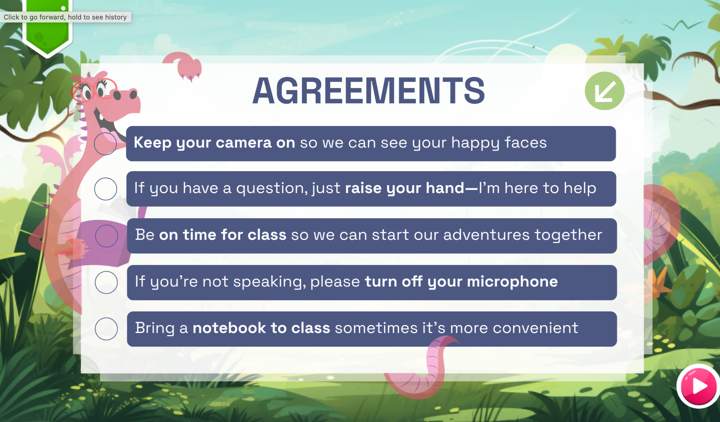 Click to go forward, hold to see history
AGREEMENTS
Keep your camera on so we can see your happy faces
If you have a question, just raise your hand—I'm here to help
Be on time for class so we can start our adventures together
If you're not speaking, please turn off your microphone
Bring a notebook to class sometimes it's more convenient